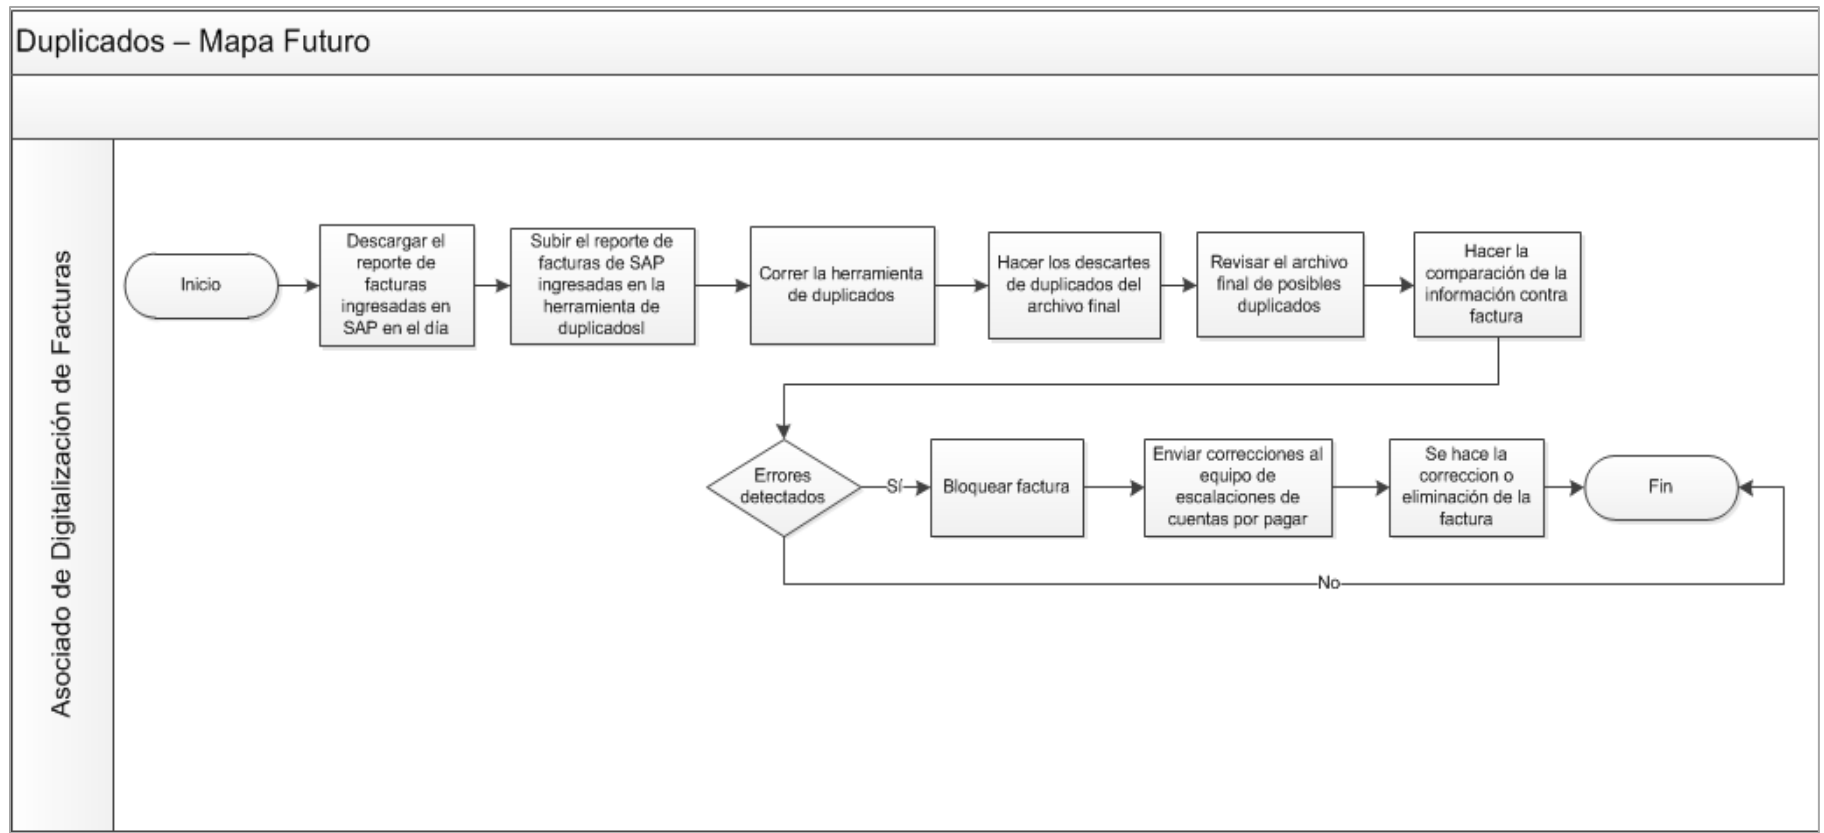 Duplicados – Mapa Futuro
Asociado de Digitalización de Facturas
Inicio
Descargar el
reporte de
facturas
ingresadas en
SAP en el día
Subir el reporte de
facturas de SAP
ingresadas en la
herramienta de
duplicadosl
Correr la herramienta
de duplicados
Hacer los descartes
de duplicados del
archivo final
Revisar el archivo
final de posibles
duplicados
Hacer la
comparación de la
información contra
factura
Errores
detectados
Sí
Bloquear factura
Enviar correcciones al
equipo de
escalaciones de
cuentas por pagar
Se hace la
correccion o
eliminación de la
factura
Fin
No